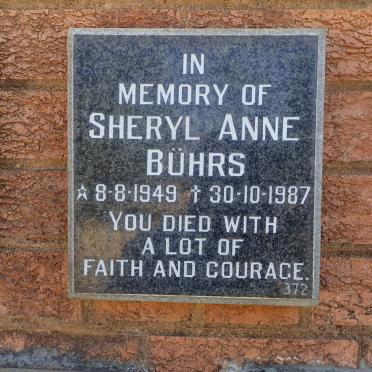 IN
MEMORY OF
SHERYL ANNE
BÜHRS
☆ 8-8-1949 † 30-10-1987
YOU DIED WITH
A LOT OF
FAITH AND COURAGE.
372